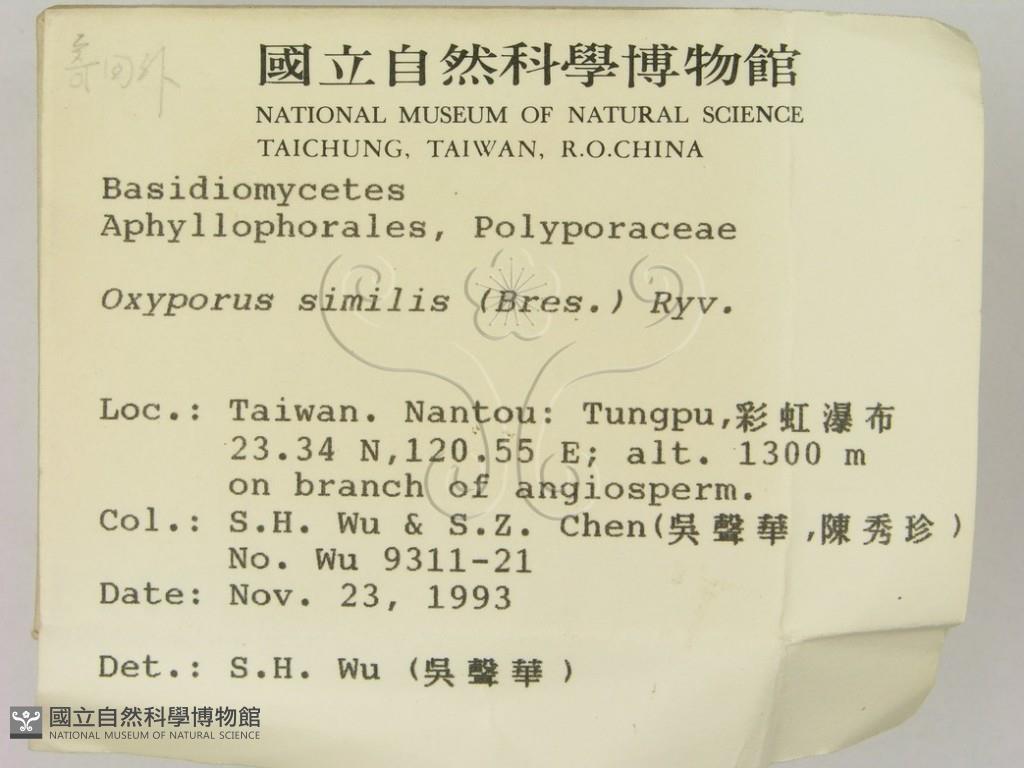 寄國外
國立自然科學博物館
NATIONAL MUSEUM OF NATURAL SCIENCE
TAICHUNG, TAIWAN, R.O.CHINA
Basidiomycetes
Aphyllophorales, Polyporaceae
Oxyporus similis (Bres.) Ryv.
Loc.: Taiwan. Nantou: Tungpu,彩虹瀑布
23.34 N,120.55 E; alt. 1300 m
on branch of angiosperm.
Col.: S.H. Wu & S.Z. Chen(吳聲華,陳秀珍)
No. Wu 9311-21
Date: Nov. 23, 1993
Det.: S.H. Wu (吳聲華)
國立自然科學博物館
NATIONAL MUSEUM OF NATURAL SCIENCE